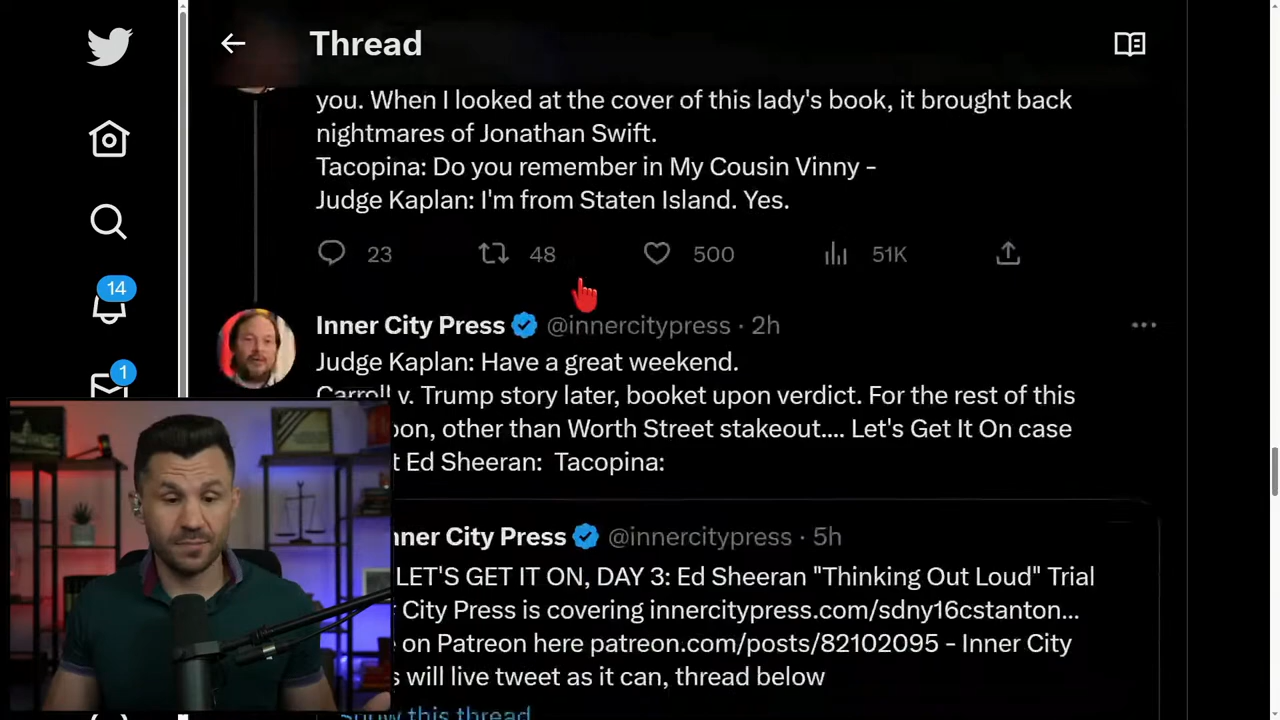 Thread
you. When I looked at the cover of this lady's book, it brought back
nightmares of Jonathan Swift.
Tacopina: Do you remember in My Cousin Vinny -
Judge Kaplan: I'm from Staten Island. Yes.
23 48 500 51K
14
Inner City Press @innercitypress · 2h
Judge Kaplan: Have a great weekend.
1
Carroll v. Trump story later, booket upon verdict. For the rest of this
oon, other than Worth Street stakeout.... Let's Get It On case
t Ed Sheeran: Tacopina:
nner City Press @innercitypress · 5h
LET'S GET IT ON, DAY 3: Ed Sheeran "Thinking Out Loud" Trial
City Press is covering innercitypress.com/sdny16cstanton...
on Patreon here patreon.com/posts/82102095 - Inner City
s will live tweet as it can, thread below
Show this thread